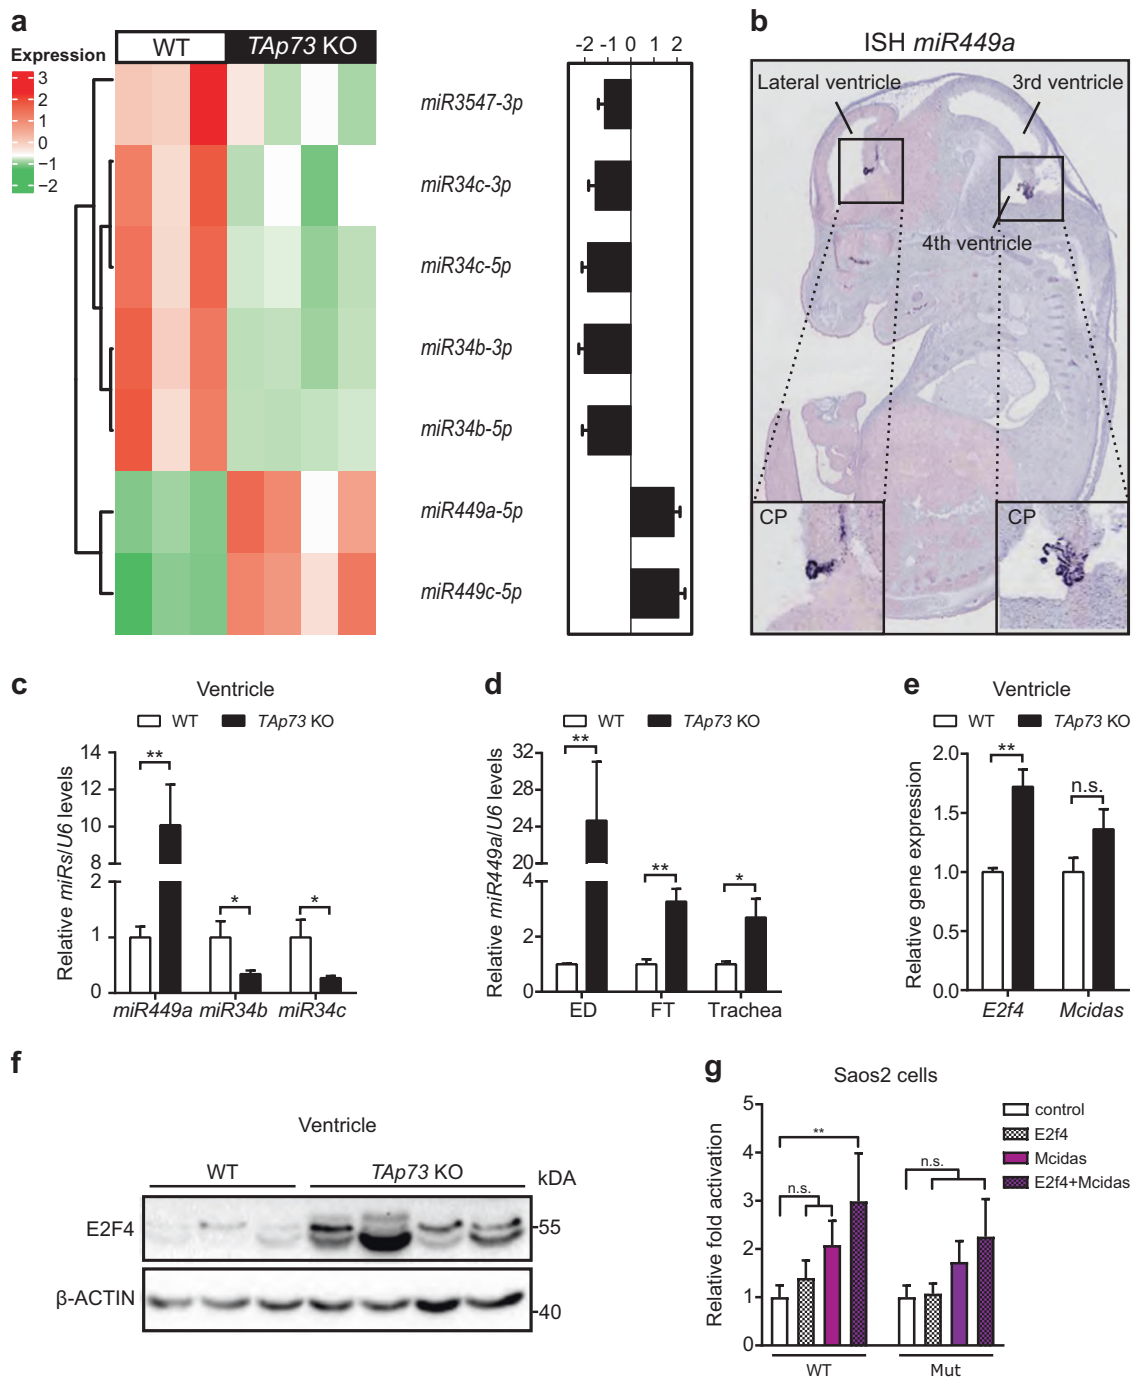 a
WT TAp73 KO
Expression
3
2
1
0
−1
−2
-2 -1 0 1 2
miR3547-3p
miR34c-3p
miR34c-5p
miR34b-3p
miR34b-5p
miR449a-5p
miR449c-5p
b
ISH miR449a
Lateral ventricle
3rd ventricle
4th ventricle
CP
CP
c
Ventricle
WT TAp73 KO
Relative miRs/U6 levels
14
12
10
8
2
1
0
**
*
*
miR449a miR34b miR34c
d
WT TAp73 KO
Relative miR449a/U6 levels
32
28
24
20
4
2
0
**
**
*
ED FT Trachea
e
Ventricle
WT TAp73 KO
Relative gene expression
2.0
1.5
1.0
0.5
0.0
**
n.s.
E2f4 Mcidas
f
Ventricle
WT TAp73 KO
kDA
E2F4
55
β-ACTIN
40
g
Saos2 cells
Relative fold activation
5
4
3
2
1
0
**
n.s.
n.s.
control
E2f4
Mcidas
E2f4+Mcidas
WT Mut